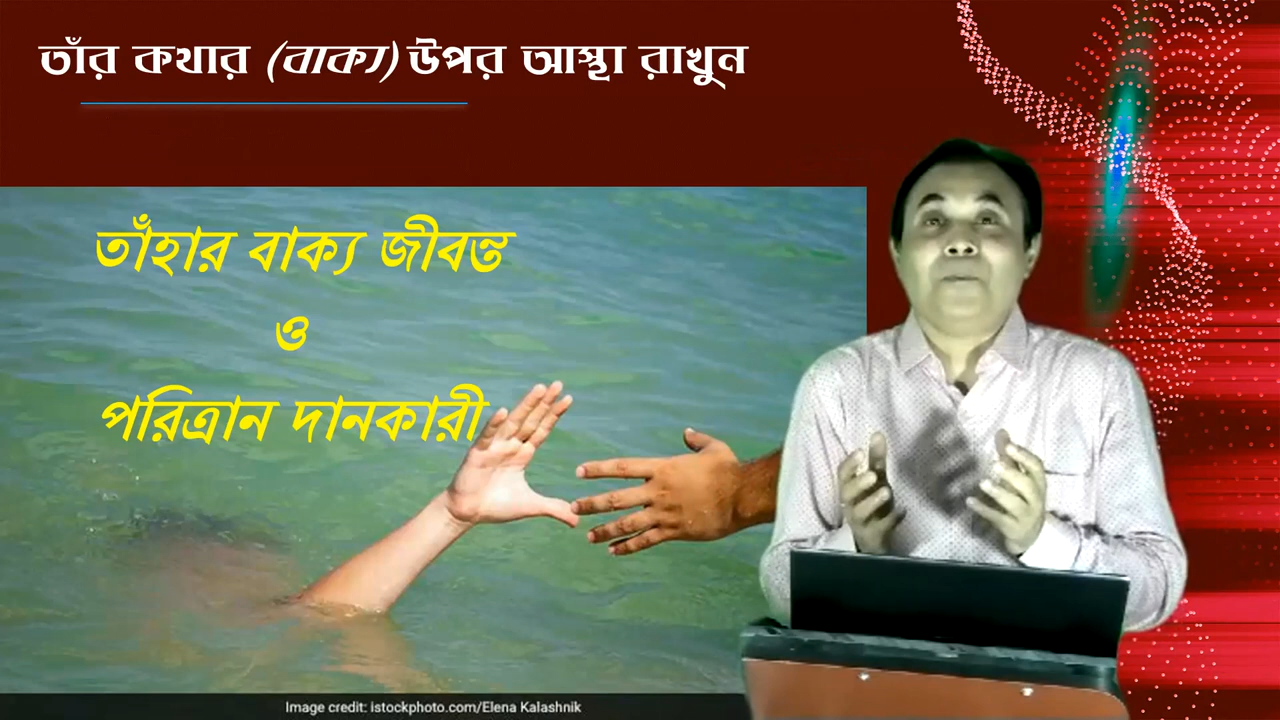 তাঁর কথার (বাক্য) উপর আস্থা রাখুন
তাঁহার বাক্য জীবন্ত
ও
পরিত্রান দানকারী
Image credit: istockphoto.com/Elena Kalashnik